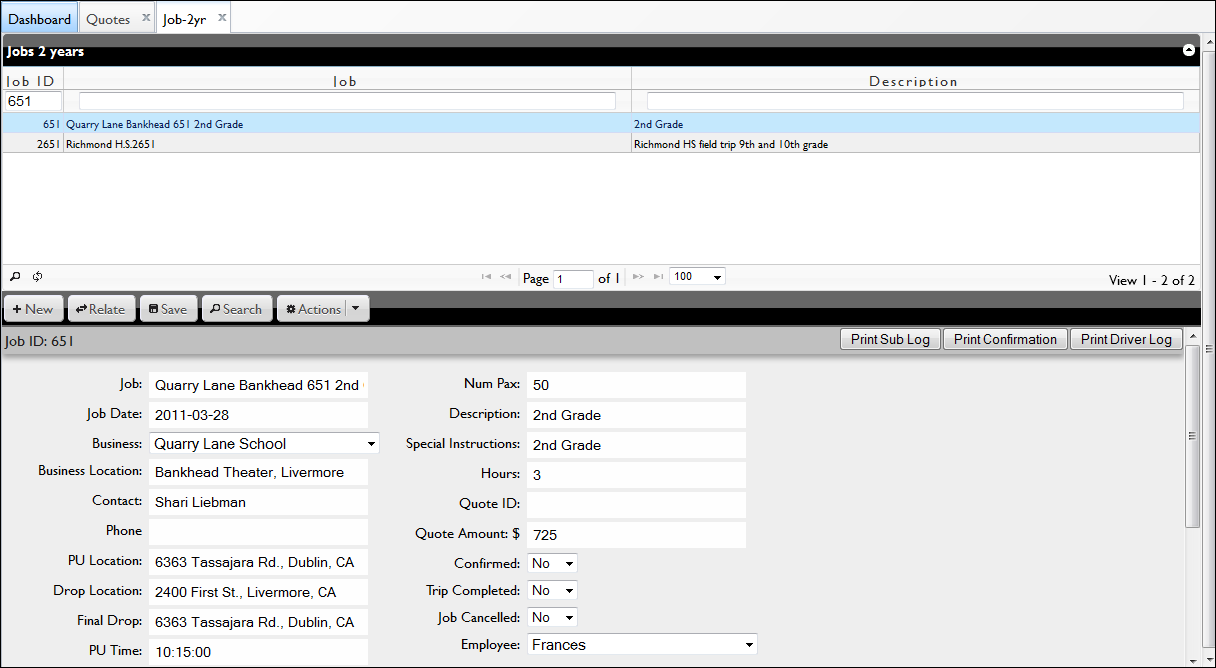 Dashboard Quotes x Job-2yr x
Jobs 2 years
Job ID Job Description
651
651 Quarry Lane Bankhead 651 2nd Grade 2nd Grade
2651 Richmond H.S.2651 Richmond HS field trip 9th and 10th grade
Page 1 of 1 100 View 1 - 2 of 2
+ New Relate Save Search Actions
Job ID: 651 Print Sub Log Print Confirmation Print Driver Log
Job: Quarry Lane Bankhead 651 2nd Num Pax: 50
Job Date: 2011-03-28 Description: 2nd Grade
Business: Quarry Lane School Special Instructions: 2nd Grade
Business Location: Bankhead Theater, Livermore Hours: 3
Contact: Shari Liebman Quote ID:
Phone Quote Amount: $ 725
PU Location: 6363 Tassajara Rd., Dublin, CA Confirmed: No
Drop Location: 2400 First St., Livermore, CA Trip Completed: No
Final Drop: 6363 Tassajara Rd., Dublin, CA Job Cancelled: No
PU Time: 10:15:00 Employee: Frances